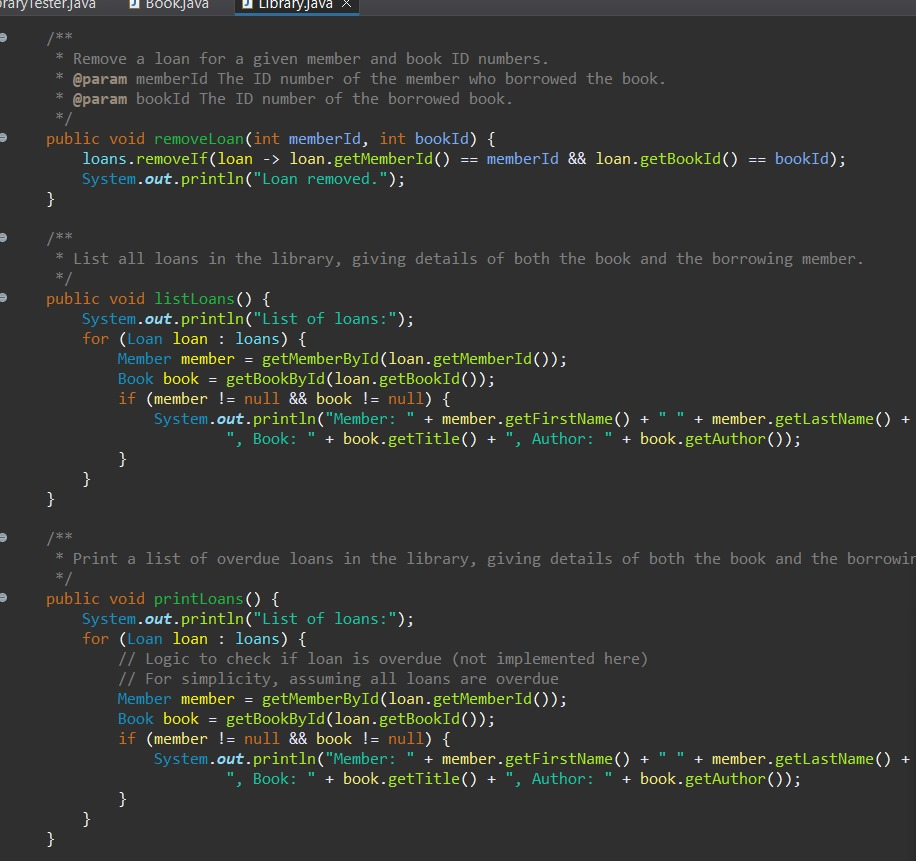 braryTester.java Book.java Library.java
/**
* Remove a loan for a given member and book ID numbers.
* @param memberId The ID number of the member who borrowed the book.
* @param bookId The ID number of the borrowed book.
*/
public void removeLoan(int memberId, int bookId) {
loans.removeIf(loan -> loan.getMemberId() == memberId && loan.getBookId() == bookId);
System.out.println("Loan removed.");
}
/**
* List all loans in the library, giving details of both the book and the borrowing member.
*/
public void listLoans() {
System.out.println("List of loans:");
for (Loan loan : loans) {
Member member = getMemberById(loan.getMemberId());
Book book = getBookById(loan.getBookId());
if (member != null && book != null) {
System.out.println("Member: " + member.getFirstName() + " " + member.getLastName() +
", Book: " + book.getTitle() + ", Author: " + book.getAuthor());
}
}
}
/**
* Print a list of overdue loans in the library, giving details of both the book and the borrowin
*/
public void printLoans() {
System.out.println("List of loans:");
for (Loan loan : loans) {
// Logic to check if loan is overdue (not implemented here)
// For simplicity, assuming all loans are overdue
Member member = getMemberById(loan.getMemberId());
Book book = getBookById(loan.getBookId());
if (member != null && book != null) {
System.out.println("Member: " + member.getFirstName() + " " + member.getLastName() +
", Book: " + book.getTitle() + ", Author: " + book.getAuthor());
}
}
}